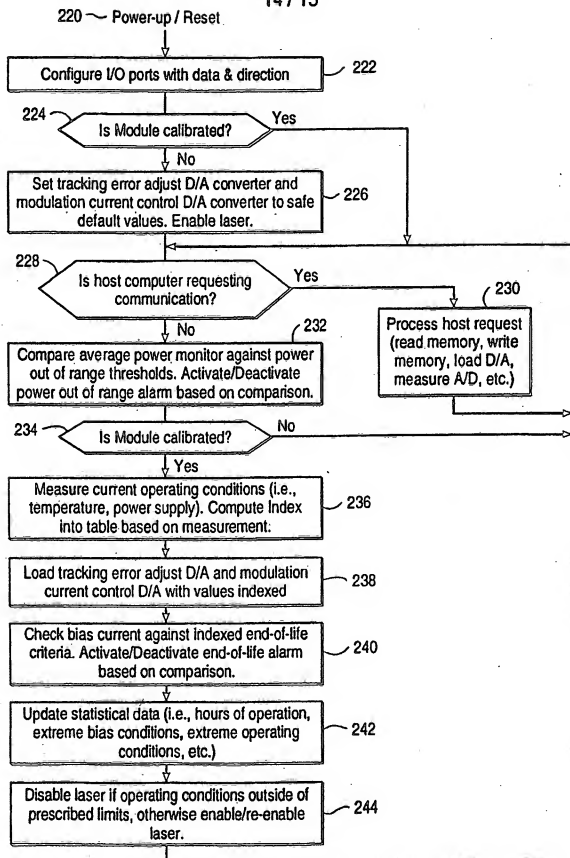 220 Power-up / Reset
Configure I/O ports with data & direction
222
224
Is Module calibrated?
Yes
No
Set tracking error adjust D/A converter and
modulation current control D/A converter to safe
default values. Enable laser.
226
228
Is host computer requesting
communication?
Yes
No
230
Process host request
(read memory, write
memory, load D/A,
measure A/D, etc.)
232
Compare average power monitor against power
out of range thresholds. Activate/Deactivate
power out of range alarm based on comparison.
234
Is Module calibrated?
No
Yes
Measure current operating conditions (i.e.,
temperature, power supply). Compute Index
into table based on measurement.
236
Load tracking error adjust D/A and modulation
current control D/A with values indexed
238
Check bias current against indexed end-of-life
criteria. Activate/Deactivate end-of-life alarm
based on comparison.
240
Update statistical data (i.e., hours of operation,
extreme bias conditions, extreme operating
conditions, etc.)
242
Disable laser if operating conditions outside of
prescribed limits, otherwise enable/re-enable
laser.
244